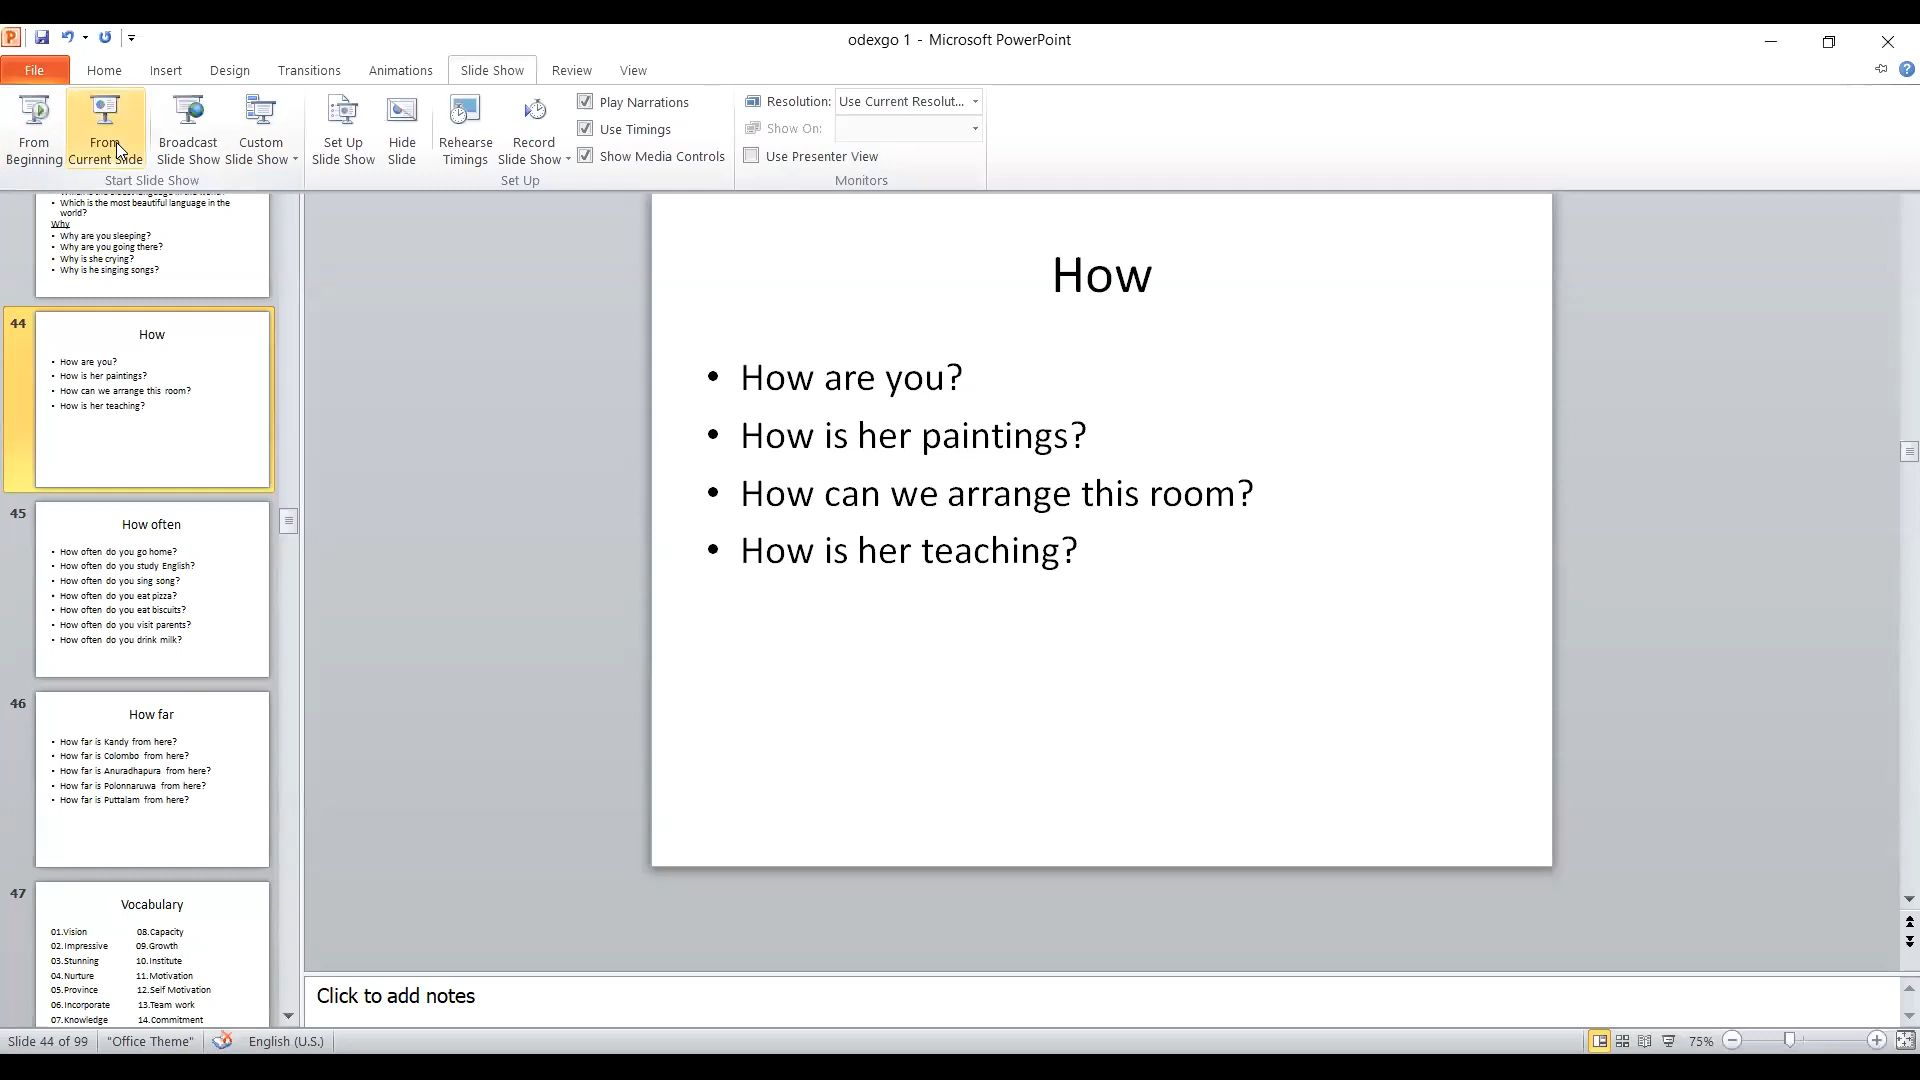 odexgo 1 - Microsoft PowerPoint
File Home Insert Design Transitions Animations Slide Show Review View
From Beginning
From Current Slide
Broadcast Slide Show
Custom Slide Show
Start Slide Show
Set Up Slide Show
Hide Slide
Rehearse Timings
Record Slide Show
Play Narrations
Use Timings
Show Media Controls
Set Up
Resolution: Use Current Resolut...
Show On:
Use Presenter View
Monitors
• Which is the most beautiful language in the
world?
Why
• Why are you sleeping?
• Why are you going there?
• Why is she crying?
• Why is he singing songs?
44
How
• How are you?
• How is her paintings?
• How can we arrange this room?
• How is her teaching?
45
How often
• How often do you go home?
• How often do you study English?
• How often do you sing song?
• How often do you eat pizza?
• How often do you eat biscuits?
• How often do you visit parents?
• How often do you drink milk?
46
How far
• How far is Kandy from here?
• How far is Colombo from here?
• How far is Anuradhapura from here?
• How far is Polonnaruwa from here?
• How far is Puttalam from here?
47
Vocabulary
01.Vision 08.Capacity
02.Impressive 09.Growth
03.Stunning 10.Institute
04.Nurture 11.Motivation
05.Province 12.Self Motivation
06.Incorporate 13.Team work
07.Knowledge 14.Commitment
How
• How are you?
• How is her paintings?
• How can we arrange this room?
• How is her teaching?
Click to add notes
Slide 44 of 99 "Office Theme" English (U.S.) 75%